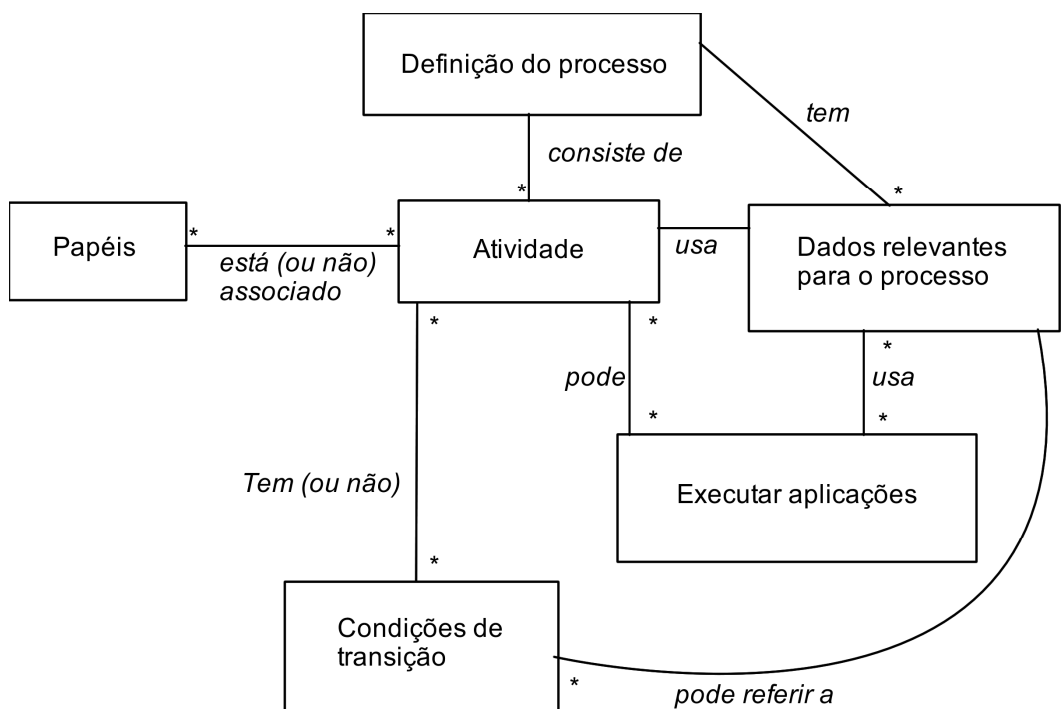 Definição do processo
tem
consiste de
*
*
Papéis
*
*
está (ou não)
associado
Atividade
usa
Dados relevantes
para o processo
*
*
*
pode
usa
*
*
Executar aplicações
Tem (ou não)
*
Condições de
transição
*
pode referir a